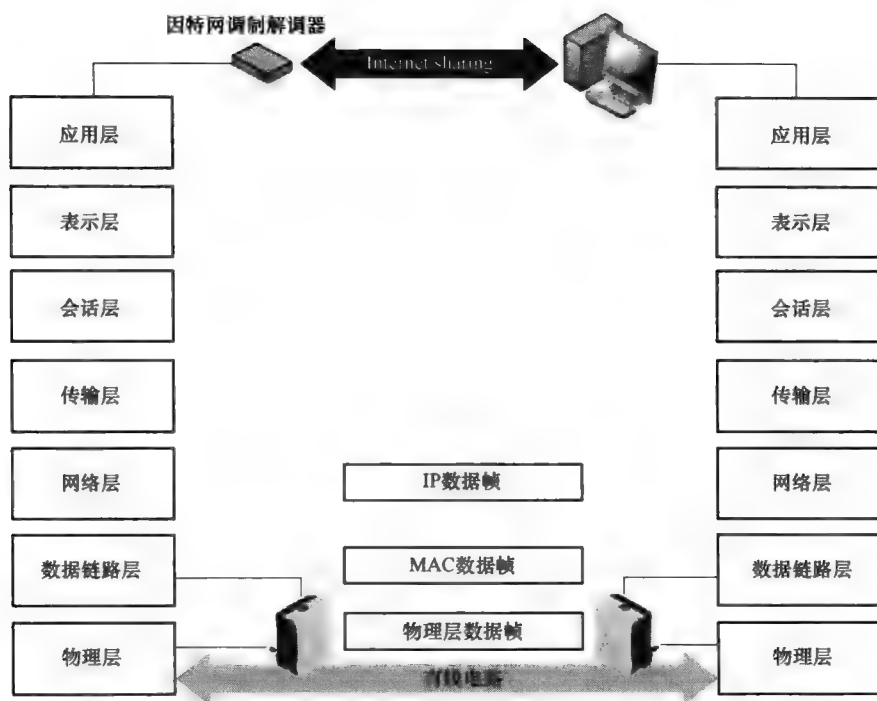 因特网调制解调器
Internet sharing
应用层
应用层
表示层
表示层
会话层
会话层
传输层
传输层
网络层
IP数据帧
网络层
数据链路层
MAC数据帧
数据链路层
物理层
物理层数据帧
物理层